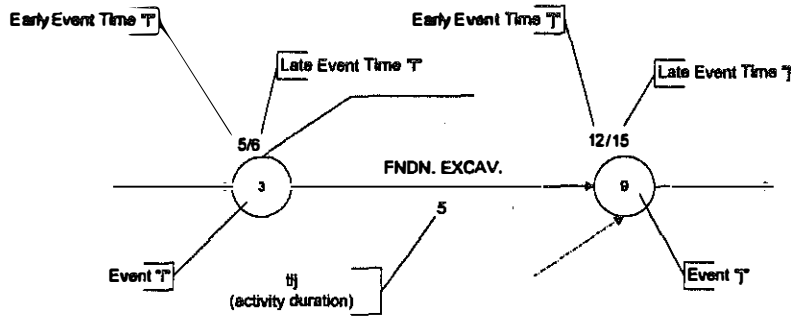 Early Event Time "i"
Early Event Time "j"
Late Event Time "i"
Late Event Time "j"
5/6
12/15
3
FNDN. EXCAV.
9
5
Event "i"
tij
(activity duration)
Event "j"